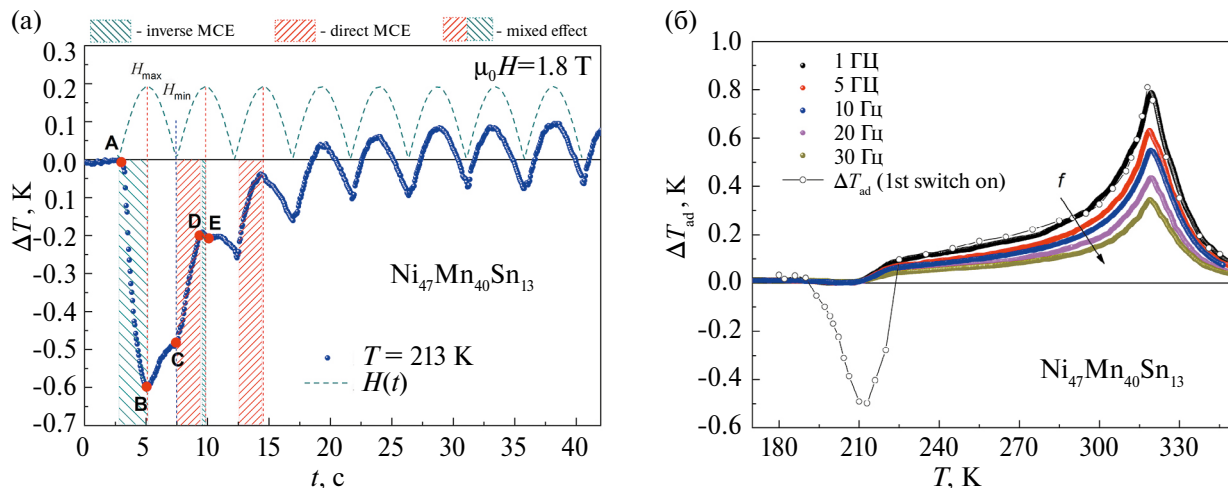 (а)
- inverse MCE - direct MCE - mixed effect
H_max
H_min
μ₀H=1.8 T
0.3
0.2
0.1
0.0
0.1
-0.2
-0.3
-0.4
-0.5
-0.6
-0.7
ΔT, K
A
B
C
D
E
Ni₄₇Mn₄₀Sn₁₃
T = 213 K
H(t)
0 5 10 15 20 25 30 35 40
t, с
(б)
1.0
0.8
0.6
0.4
0.2
0.0
-0.2
-0.4
-0.6
ΔT_ad, K
1 ГЦ
5 ГЦ
10 Гц
20 Гц
30 Гц
ΔT_ad (1st switch on)
f
Ni₄₇Mn₄₀Sn₁₃
180 210 240 270 300 330
T, K